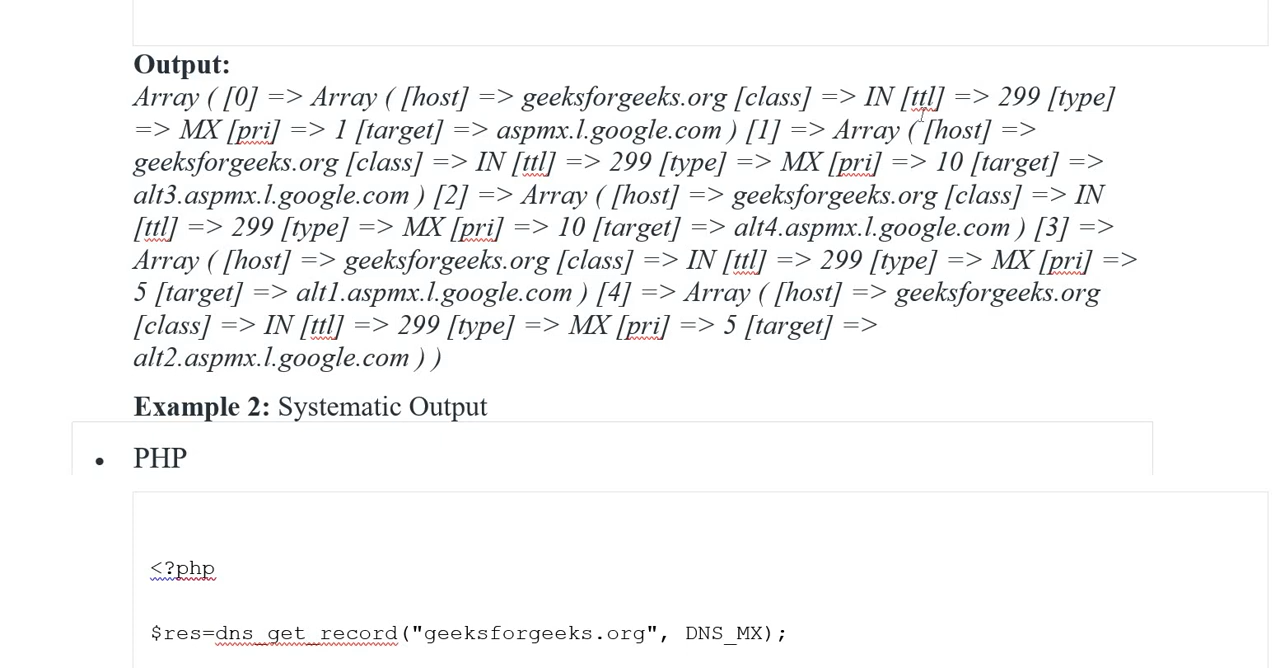 Output:
Array ( [0] => Array ( [host] => geeksforgeeks.org [class] => IN [ttl] => 299 [type]
=> MX [pri] => 1 [target] => aspmx.l.google.com ) [1] => Array ( [host] =>
geeksforgeeks.org [class] => IN [ttl] => 299 [type] => MX [pri] => 10 [target] =>
alt3.aspmx.l.google.com ) [2] => Array ( [host] => geeksforgeeks.org [class] => IN
[ttl] => 299 [type] => MX [pri] => 10 [target] => alt4.aspmx.l.google.com ) [3] =>
Array ( [host] => geeksforgeeks.org [class] => IN [ttl] => 299 [type] => MX [pri] =>
5 [target] => alt1.aspmx.l.google.com ) [4] => Array ( [host] => geeksforgeeks.org
[class] => IN [ttl] => 299 [type] => MX [pri] => 5 [target] =>
alt2.aspmx.l.google.com ) )
Example 2: Systematic Output
• PHP
<?php
$res=dns_get_record("geeksforgeeks.org", DNS_MX);